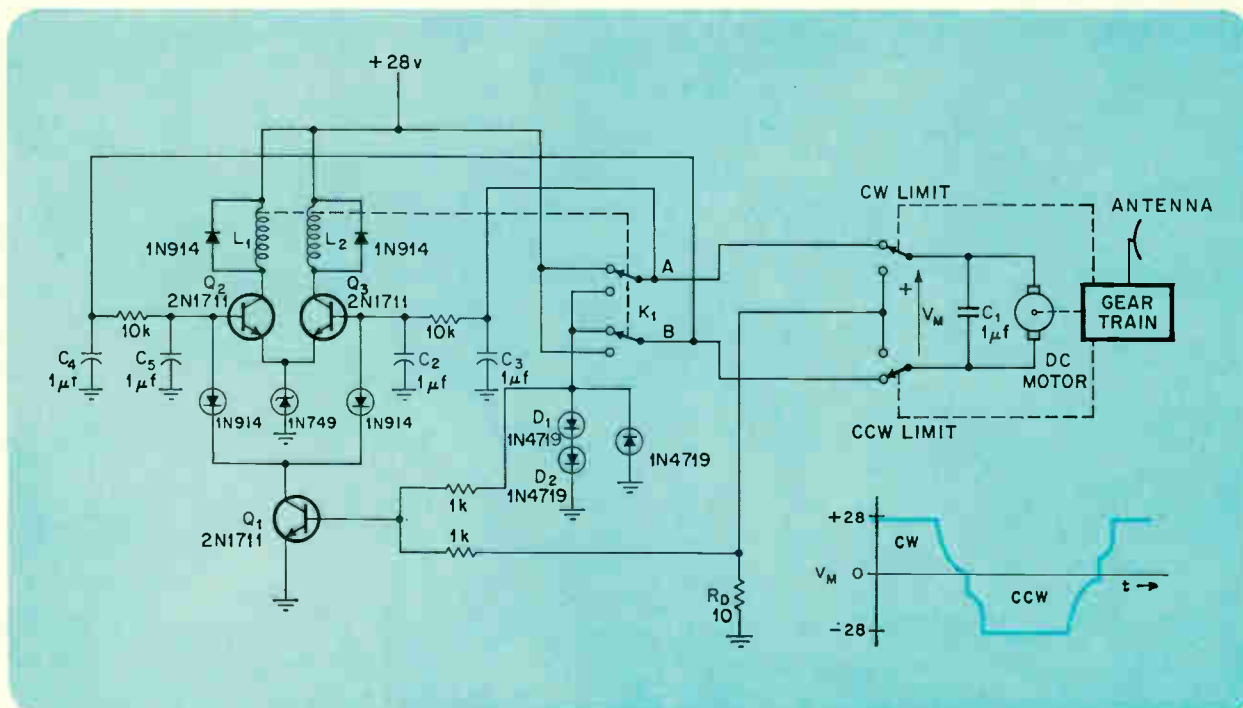 +28v
CW LIMIT
ANTENNA
1N914
L1
L2
1N914
A
Q2
2N1711
Q3
2N1711
K1
+
VM
C1
1μf
GEAR
TRAIN
10k
10k
B
DC
MOTOR
C4
1μf
C5
1μf
C2
1μf
C3
1μf
1N914
1N749
1N914
D1
1N4719
1N4719
CCW LIMIT
D2
1N4719
1k
Q1
2N1711
1k
RD
10
+28
CW
VM
0
t →
CCW
−28